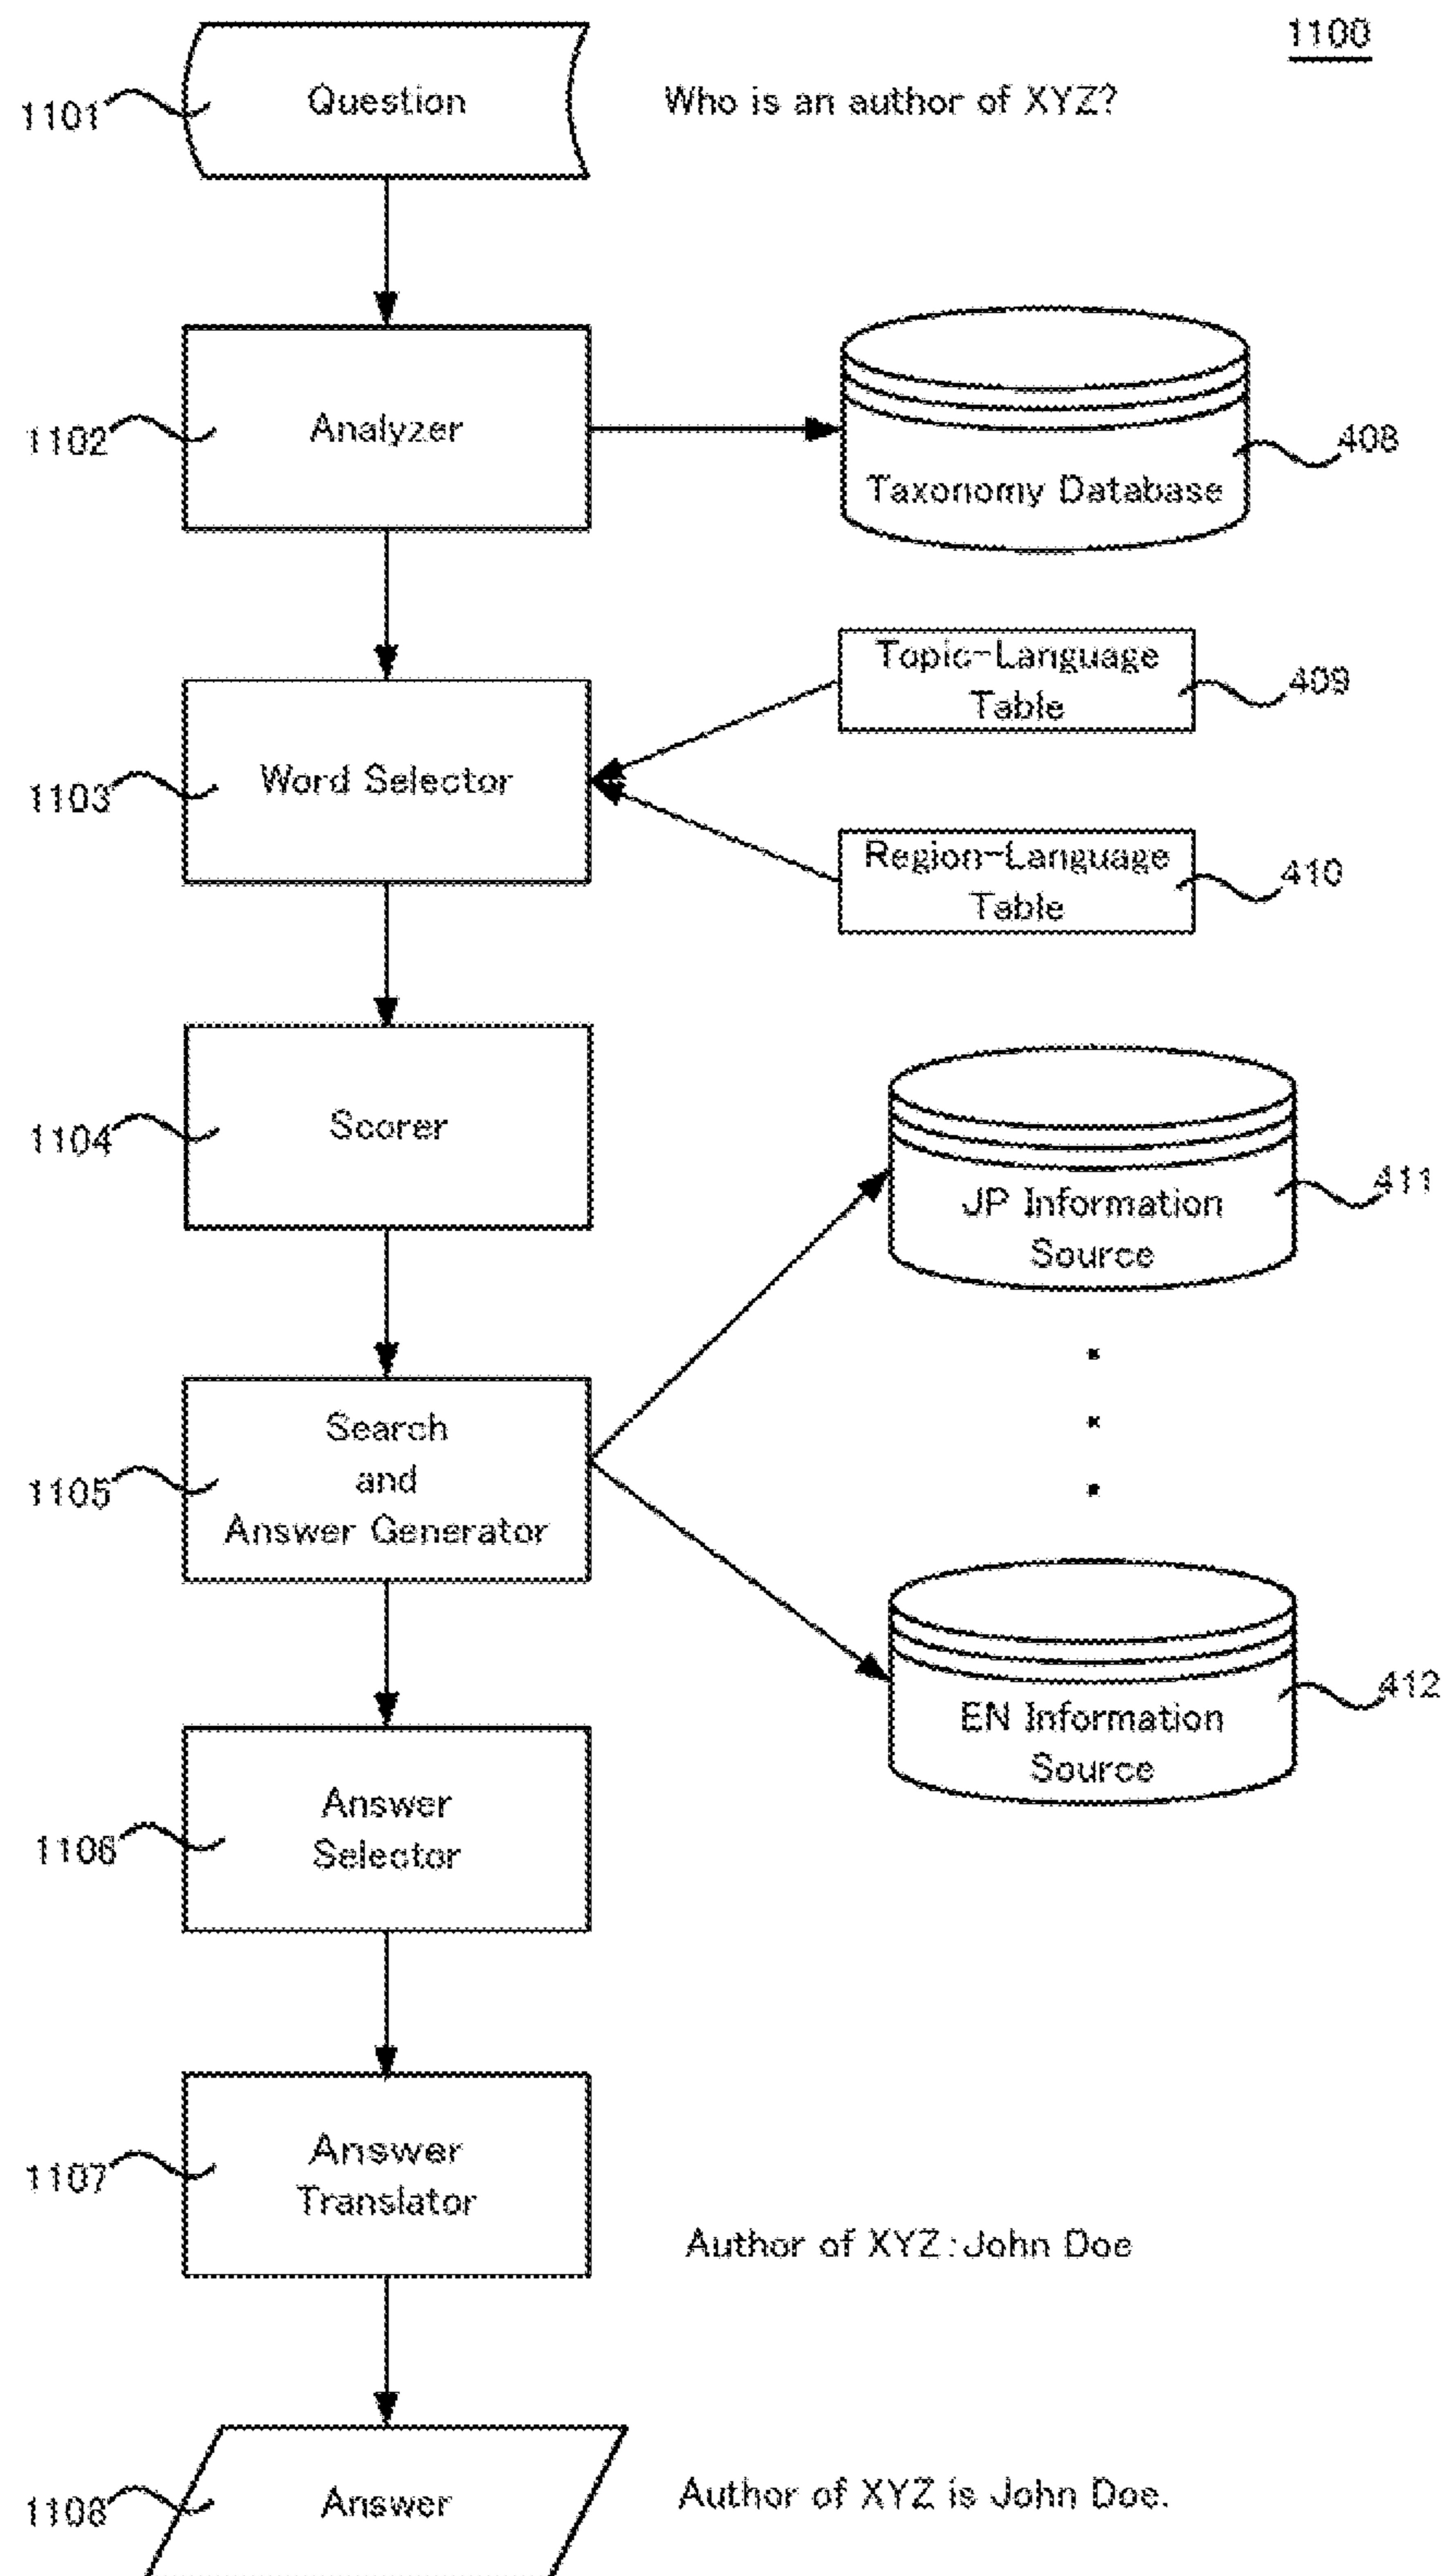 1100
1101
Question
Who is an author of XYZ?
1102
Analyzer
Taxonomy Database
408
1103
Word Selector
Topic-Language
Table
409
Region-Language
Table
410
1104
Scorer
JP Information
Source
411
1105
Search
and
Answer Generator
EN Information
Source
412
1106
Answer
Selector
1107
Answer
Translator
Author of XYZ:John Doe
1108
Answer
Author of XYZ is John Doe.